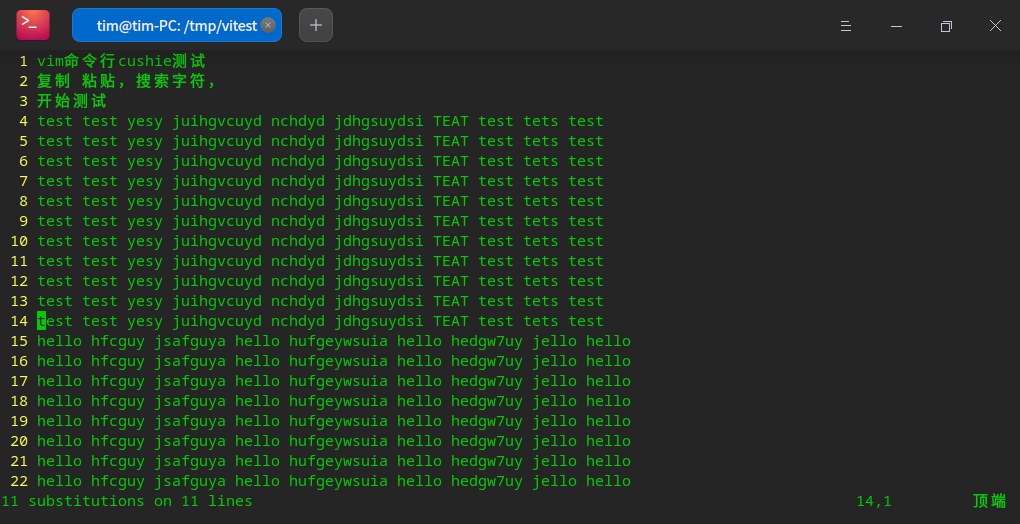 tim@tim-PC: /tmp/vitest
1 vim命令行cushie测试
2 复制 粘贴，搜索字符，
3 开始测试
4 test test yesy juihgvcuyd nchdyd jdhgsuydsi TEAT test tets test
5 test test yesy juihgvcuyd nchdyd jdhgsuydsi TEAT test tets test
6 test test yesy juihgvcuyd nchdyd jdhgsuydsi TEAT test tets test
7 test test yesy juihgvcuyd nchdyd jdhgsuydsi TEAT test tets test
8 test test yesy juihgvcuyd nchdyd jdhgsuydsi TEAT test tets test
9 test test yesy juihgvcuyd nchdyd jdhgsuydsi TEAT test tets test
10 test test yesy juihgvcuyd nchdyd jdhgsuydsi TEAT test tets test
11 test test yesy juihgvcuyd nchdyd jdhgsuydsi TEAT test tets test
12 test test yesy juihgvcuyd nchdyd jdhgsuydsi TEAT test tets test
13 test test yesy juihgvcuyd nchdyd jdhgsuydsi TEAT test tets test
14 test test yesy juihgvcuyd nchdyd jdhgsuydsi TEAT test tets test
15 hello hfcguy jsafguya hello hufgeywsuia hello hedgw7uy jello hello
16 hello hfcguy jsafguya hello hufgeywsuia hello hedgw7uy jello hello
17 hello hfcguy jsafguya hello hufgeywsuia hello hedgw7uy jello hello
18 hello hfcguy jsafguya hello hufgeywsuia hello hedgw7uy jello hello
19 hello hfcguy jsafguya hello hufgeywsuia hello hedgw7uy jello hello
20 hello hfcguy jsafguya hello hufgeywsuia hello hedgw7uy jello hello
21 hello hfcguy jsafguya hello hufgeywsuia hello hedgw7uy jello hello
22 hello hfcguy jsafguya hello hufgeywsuia hello hedgw7uy jello hello
11 substitutions on 11 lines 14,1 顶端